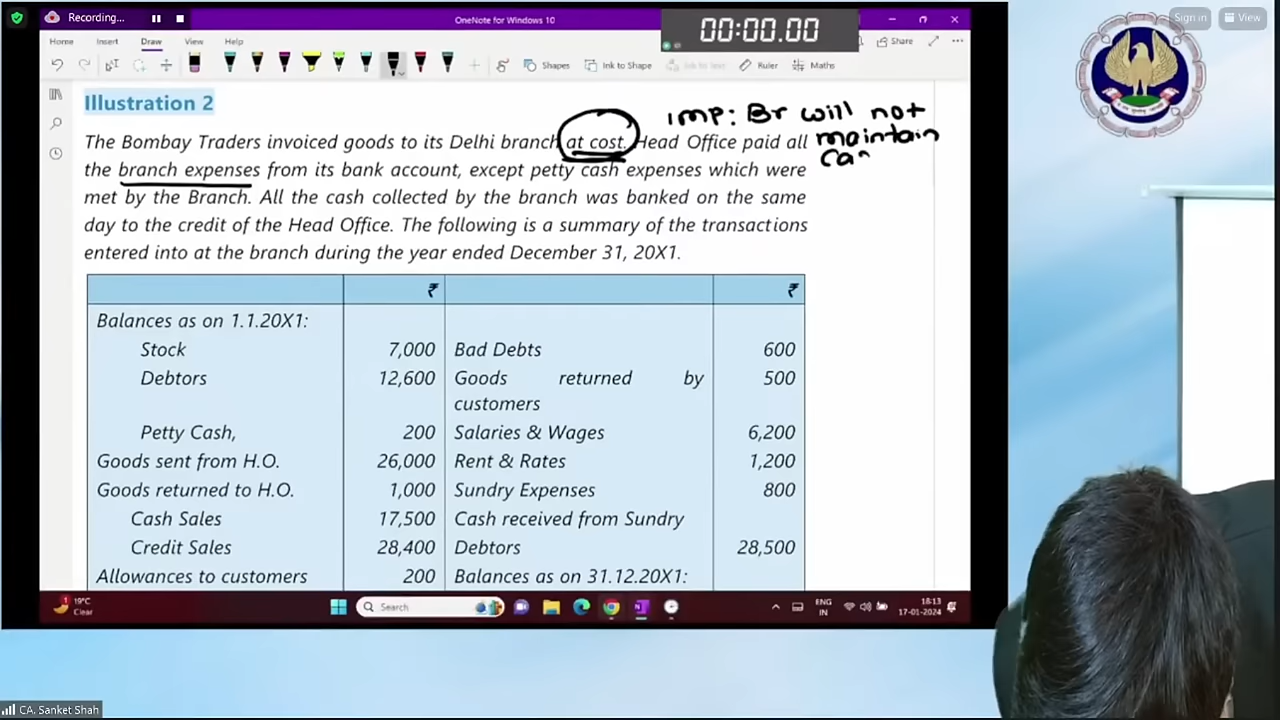 Recording...
OneNote for Windows 10
00:00.00
Sign in
View
Home Insert Draw View Help
Share
Shapes Ink to Shape Ink to Text Ruler Maths
Illustration 2
imp: Br will not
maintain
The Bombay Traders invoiced goods to its Delhi branch at cost. Head Office paid all
the branch expenses from its bank account, except petty cash expenses which were
met by the Branch. All the cash collected by the branch was banked on the same
day to the credit of the Head Office. The following is a summary of the transactions
entered into at the branch during the year ended December 31, 20X1.
₹ ₹
Balances as on 1.1.20X1:
Stock 7,000 Bad Debts 600
Debtors 12,600 Goods returned by 500
customers
Petty Cash, 200 Salaries & Wages 6,200
Goods sent from H.O. 26,000 Rent & Rates 1,200
Goods returned to H.O. 1,000 Sundry Expenses 800
Cash Sales 17,500 Cash received from Sundry
Credit Sales 28,400 Debtors 28,500
Allowances to customers 200 Balances as on 31.12.20X1:
19°C
Clear
Search
ENG
IN
18:13
17-01-2024
CA. Sanket Shah